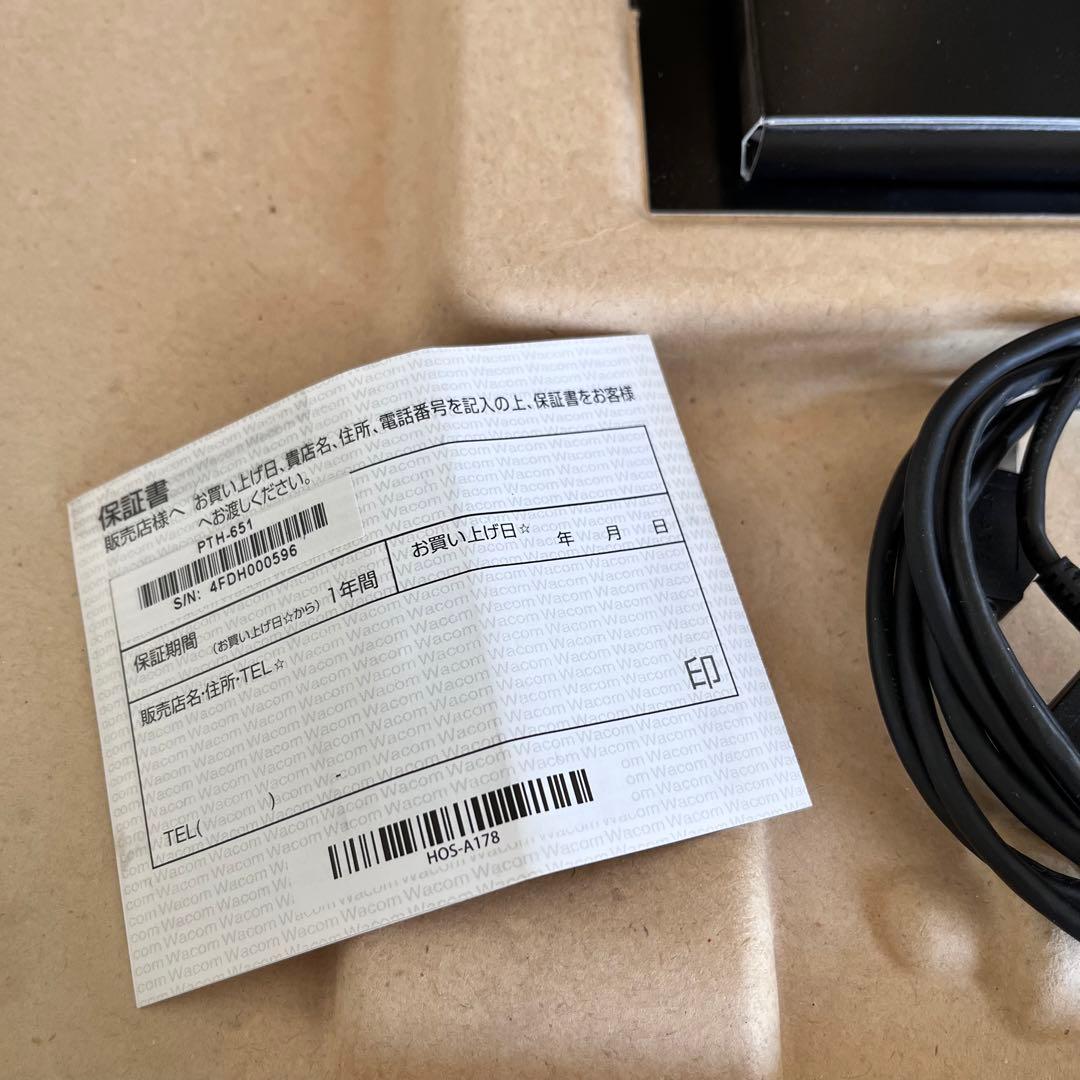 保証書
販売店様へ お買い上げ日、貴店名、住所、電話番号を記入の上、保証書をお客様
へお渡しください。
PTH-651
S/N: 4FDH000596
保証期間 (お買い上げ日☆から) 1年間
お買い上げ日☆ 年 月 日
販売店名・住所・TEL☆
印
TEL( ) -
HOS-A178